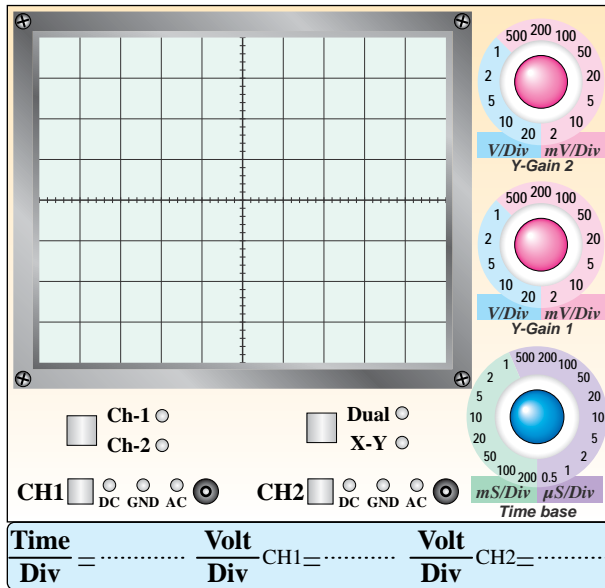 500 200 100
1 50
2 20
5 10
10 2
20
V/Div mV/Div
Y-Gain 2
500 200 100
1 50
2 20
5 10
10 2
20
V/Div mV/Div
Y-Gain 1
1 500 200 100
2 50
5 20
10 10
20 5
50 2
100 200 0.5 1
mS/Div µS/Div
Time base
Ch-1
Ch-2
Dual
X-Y
CH1 DC GND AC
CH2 DC GND AC
Time/Div = ............ Volt/Div CH1 = ............ Volt/Div CH2 = ............